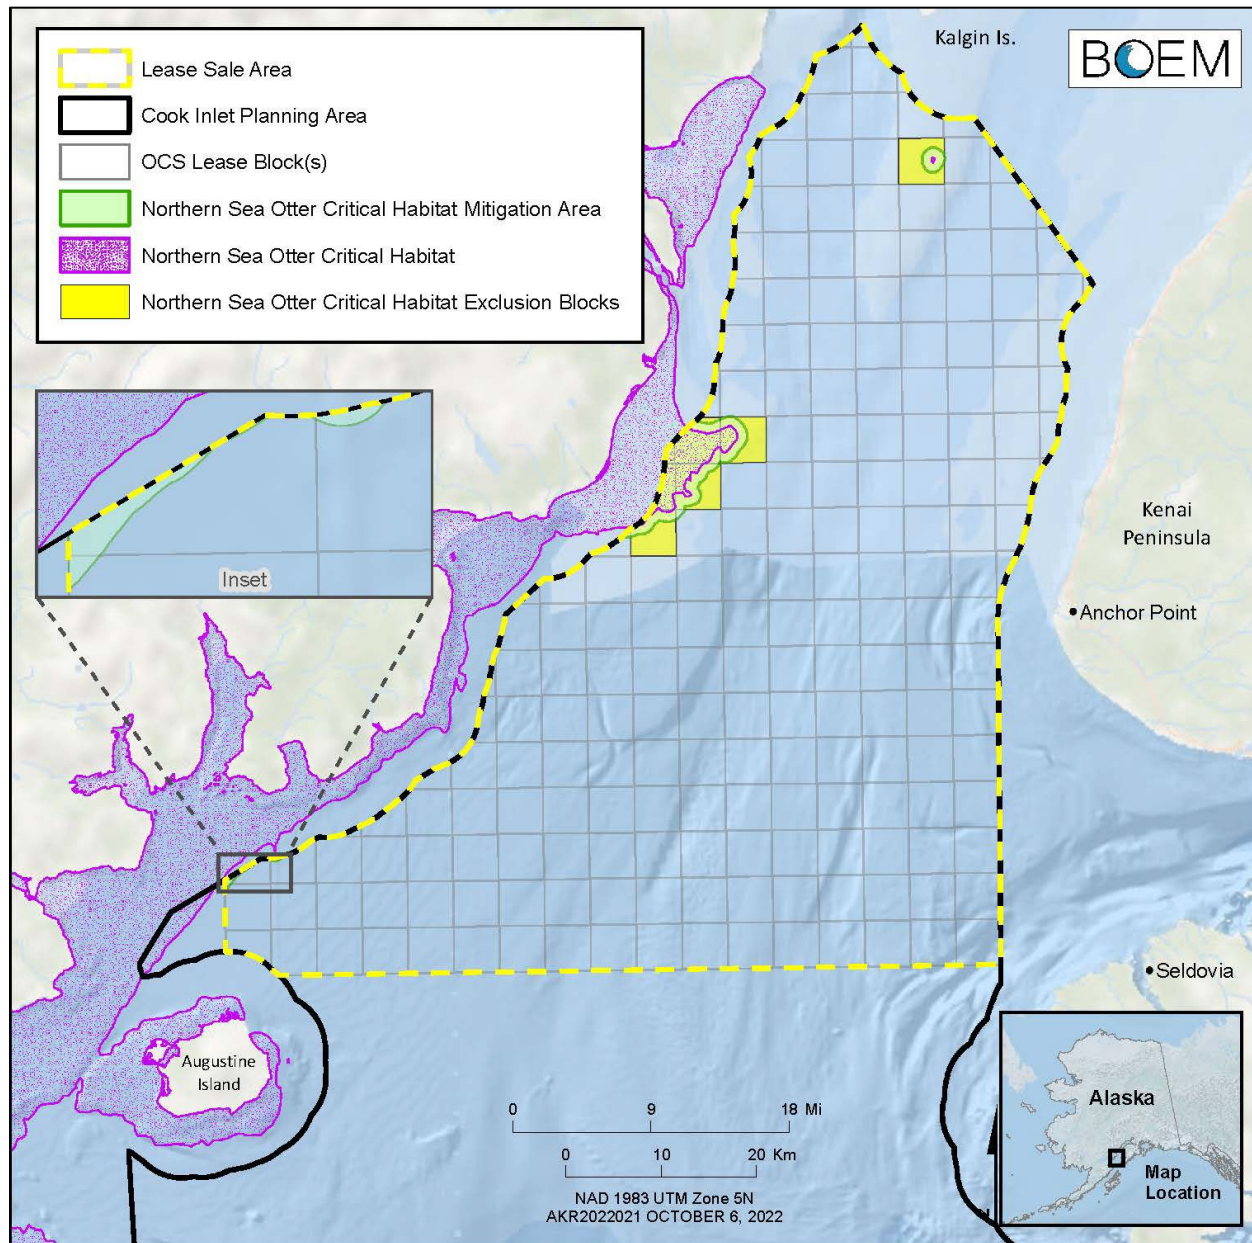 Kalgin Is.
BOEM
Lease Sale Area
Cook Inlet Planning Area
OCS Lease Block(s)
Northern Sea Otter Critical Habitat Mitigation Area
Northern Sea Otter Critical Habitat
Northern Sea Otter Critical Habitat Exclusion Blocks
Inset
Kenai
Peninsula
Anchor Point
Seldovia
Augustine
Island
0 9 18 Mi
0 10 20 Km
NAD 1983 UTM Zone 5N
AKR2022021 OCTOBER 6, 2022
Alaska
Map
Location